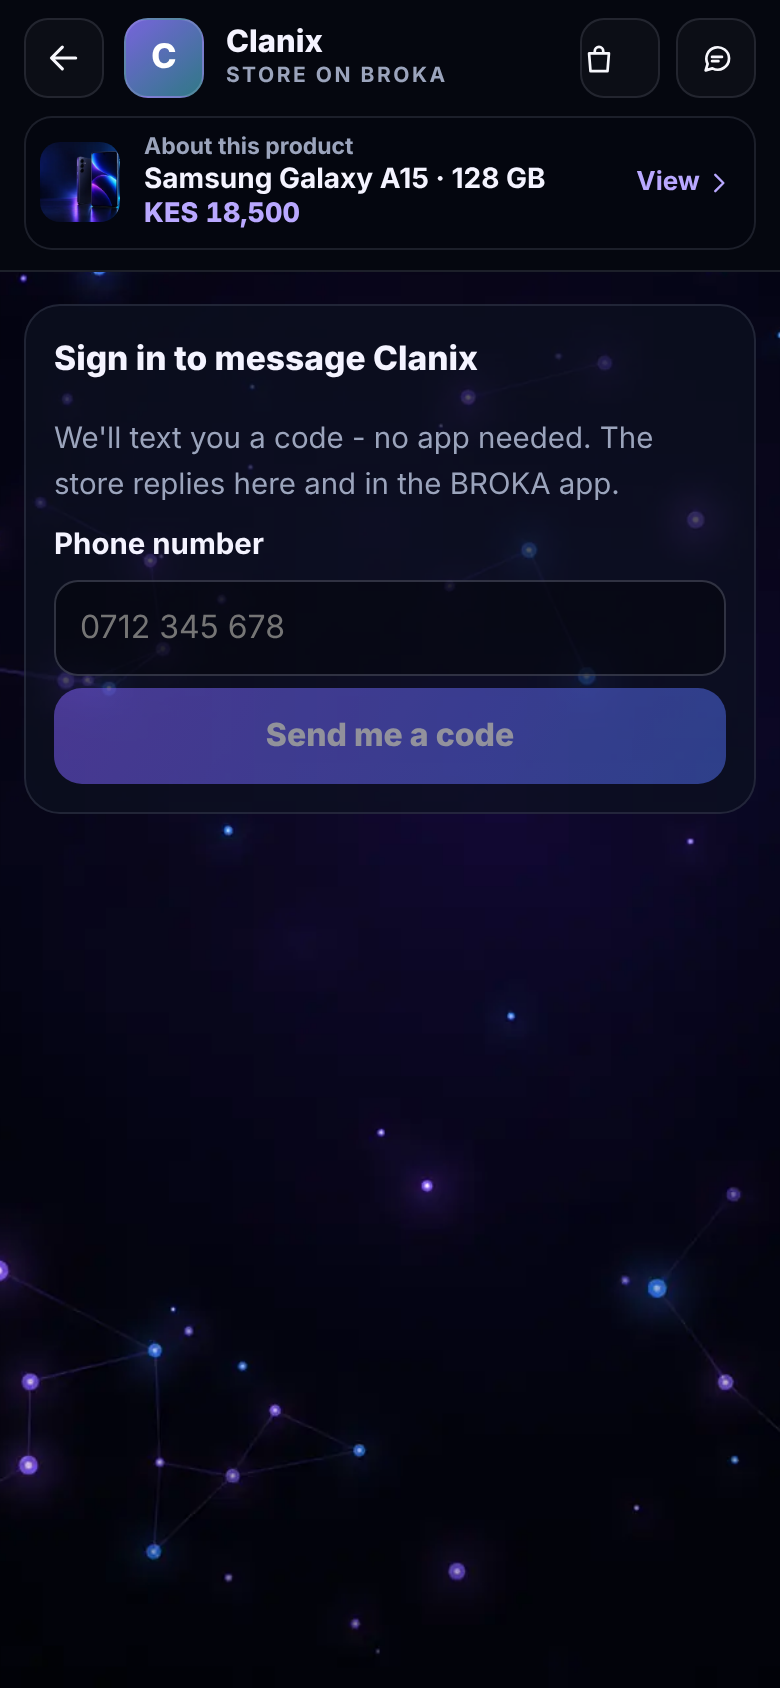 C
Clanix
STORE ON BROKA
About this product
Samsung Galaxy A15 · 128 GB
KES 18,500
View
Sign in to message Clanix
We'll text you a code - no app needed. The
store replies here and in the BROKA app.
Phone number
0712 345 678
Send me a code